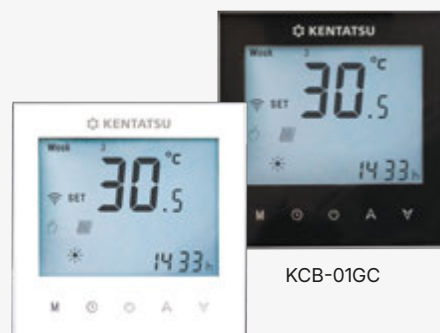 KENTATSU
Week 3
30.5 °C
SET
14 33 h
M
KENTATSU
Week 3
30.5 °C
SET
14 33 h
M
KCB-01GC